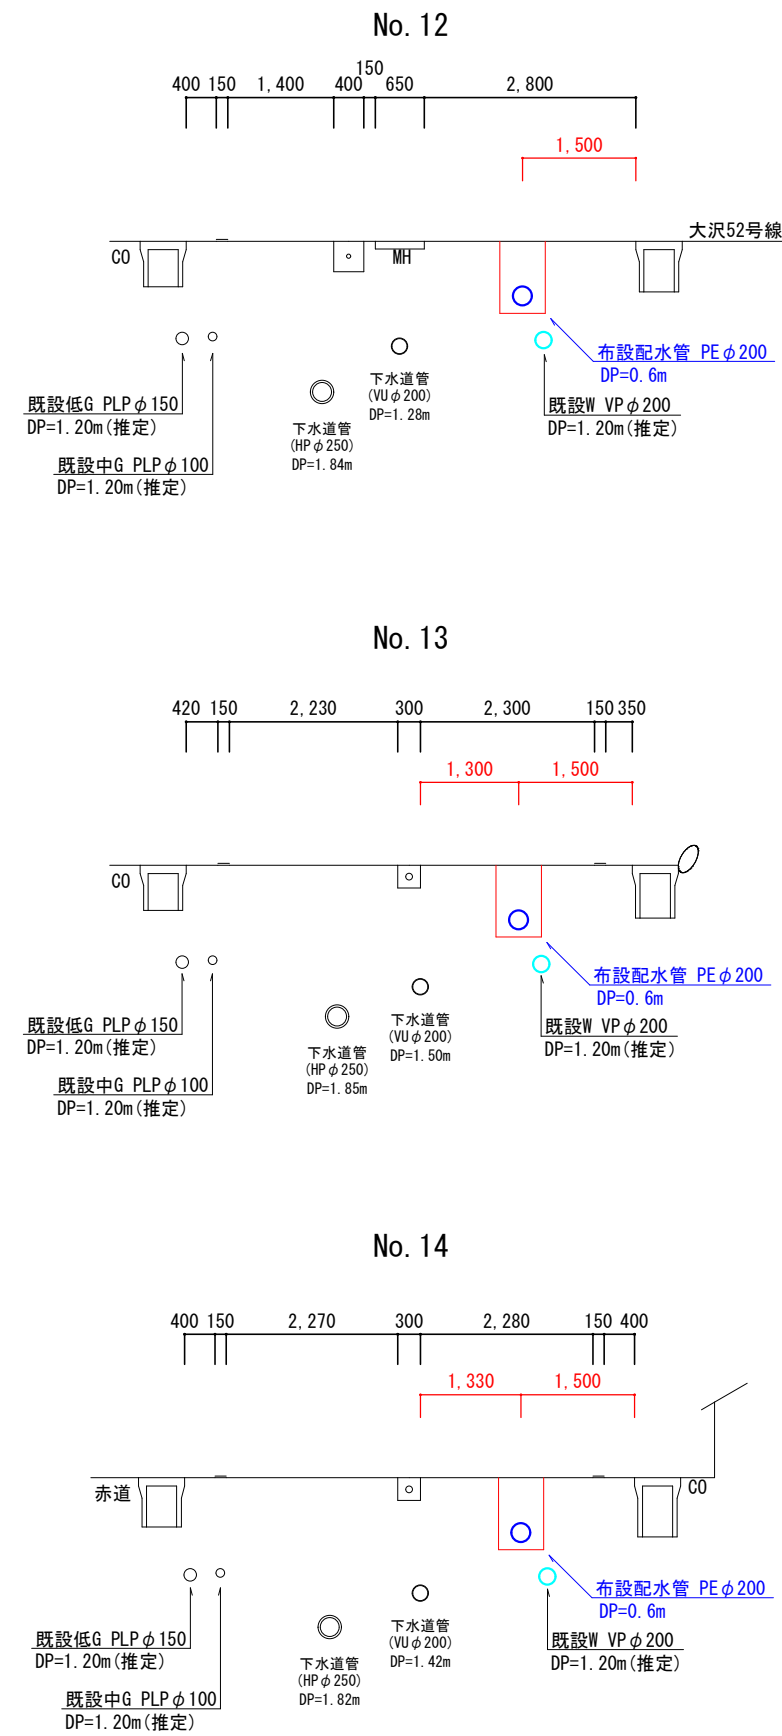 No.12
150
400 150 1,400 400 650 2,800
1,500
大沢52号線
CO
MH
布設配水管 PEφ200
DP=0.6m
下水道管
(VUφ200)
DP=1.28m
既設低G PLPφ150
DP=1.20m(推定)
既設W VPφ200
DP=1.20m(推定)
下水道管
(HPφ250)
DP=1.84m
既設中G PLPφ100
DP=1.20m(推定)
No.13
420 150 2,230 300 2,300 150 350
1,300 1,500
CO
布設配水管 PEφ200
DP=0.6m
既設低G PLPφ150
DP=1.20m(推定)
下水道管
(VUφ200)
DP=1.50m
既設W VPφ200
DP=1.20m(推定)
下水道管
(HPφ250)
DP=1.85m
既設中G PLPφ100
DP=1.20m(推定)
No.14
400 150 2,270 300 2,280 150 400
1,330 1,500
赤道
CO
布設配水管 PEφ200
DP=0.6m
既設低G PLPφ150
DP=1.20m(推定)
下水道管
(VUφ200)
DP=1.42m
既設W VPφ200
DP=1.20m(推定)
下水道管
(HPφ250)
DP=1.82m
既設中G PLPφ100
DP=1.20m(推定)